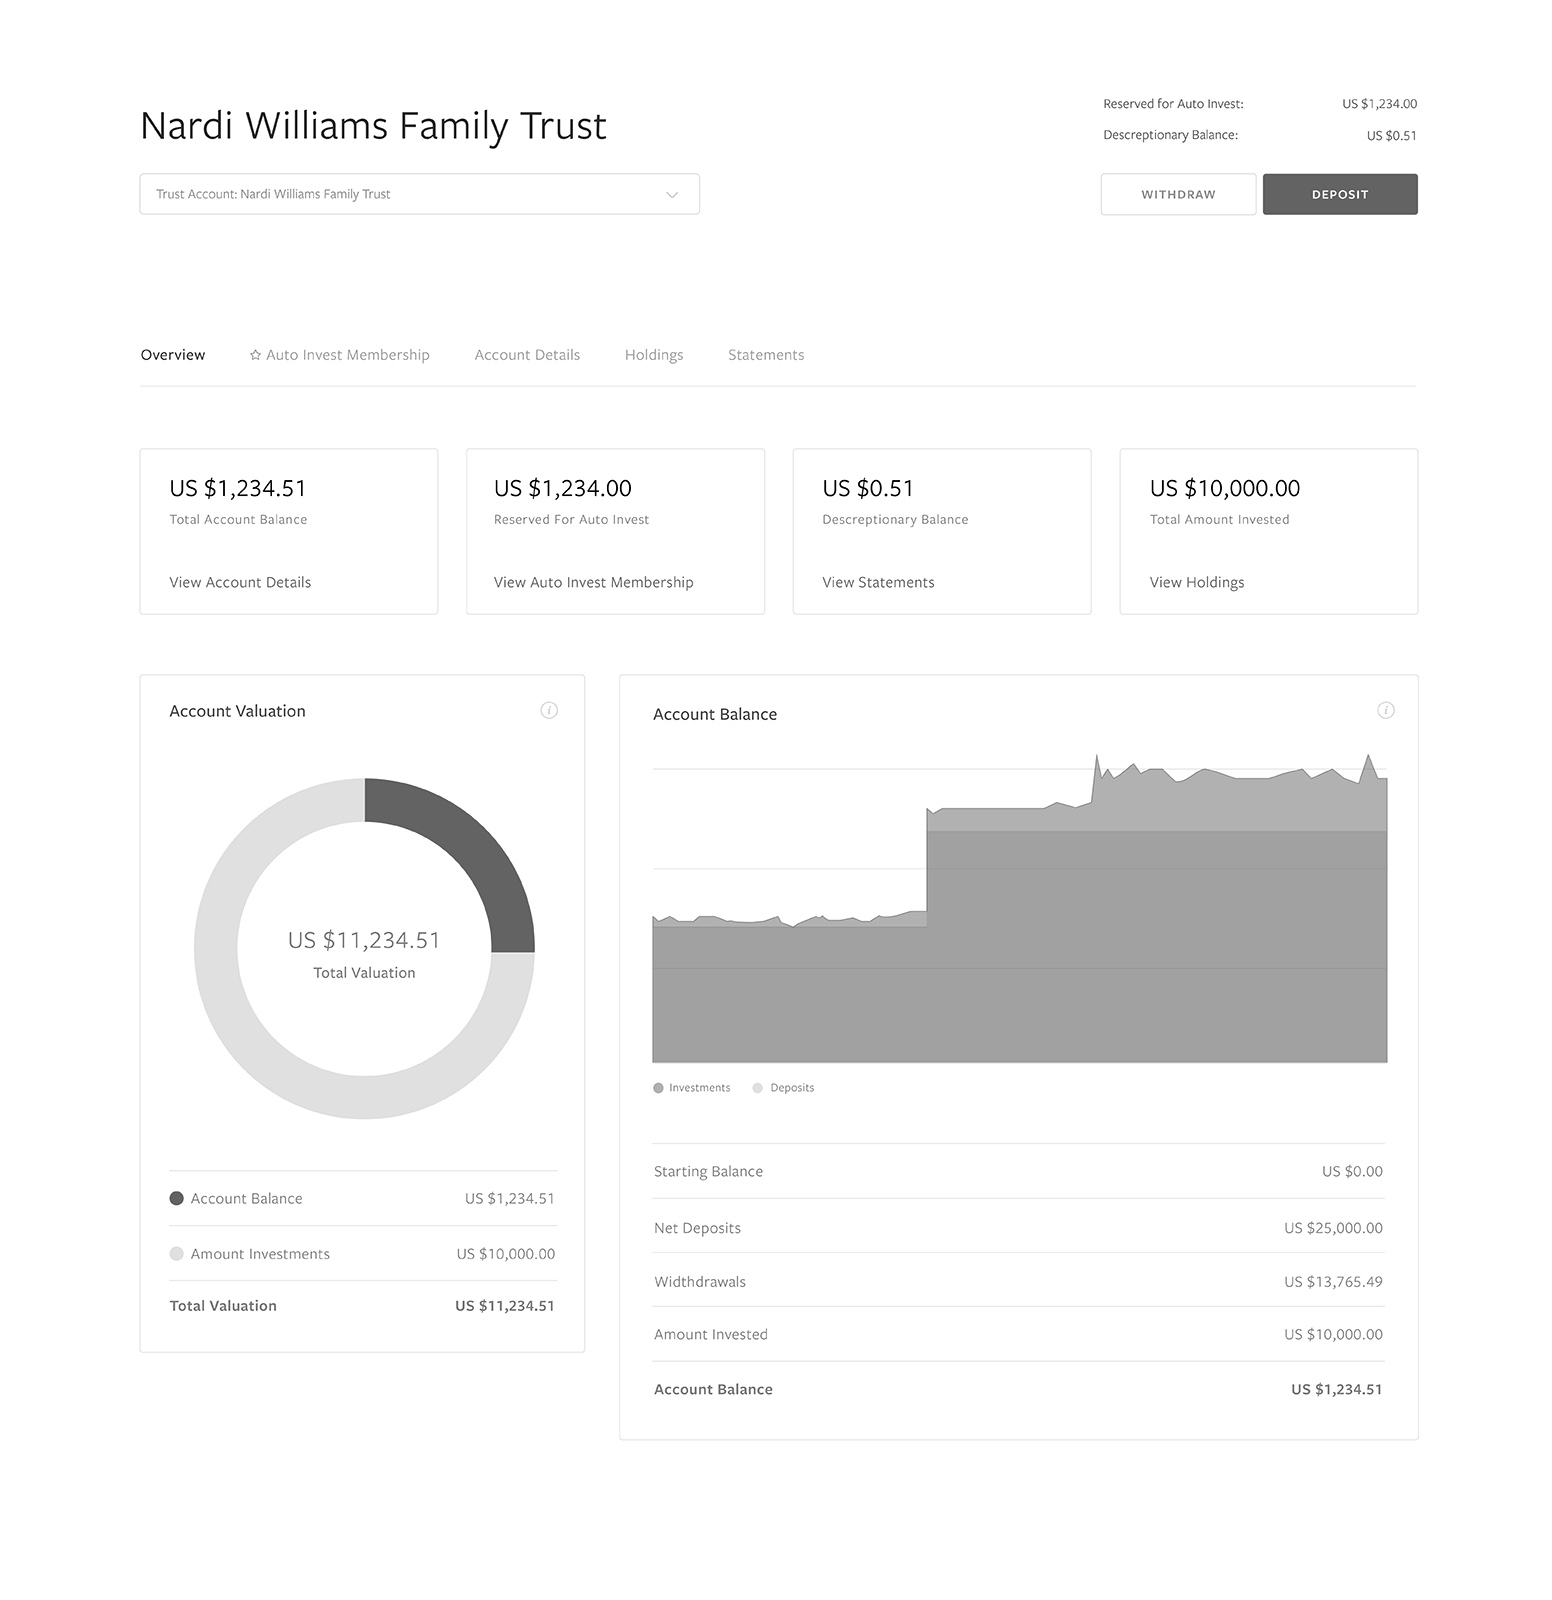 Nardi Williams Family Trust
Reserved for Auto Invest: US $1,234.00
Descreptionary Balance: US $0.51
Trust Account: Nardi Williams Family Trust
WITHDRAW DEPOSIT
Overview Auto Invest Membership Account Details Holdings Statements
US $1,234.51
Total Account Balance
View Account Details
US $1,234.00
Reserved For Auto Invest
View Auto Invest Membership
US $0.51
Descreptionary Balance
View Statements
US $10,000.00
Total Amount Invested
View Holdings
Account Valuation
i
US $11,234.51
Total Valuation
Account Balance US $1,234.51
Amount Investments US $10,000.00
Total Valuation US $11,234.51
Account Balance
i
Investments Deposits
Starting Balance US $0.00
Net Deposits US $25,000.00
Widthdrawals US $13,765.49
Amount Invested US $10,000.00
Account Balance US $1,234.51